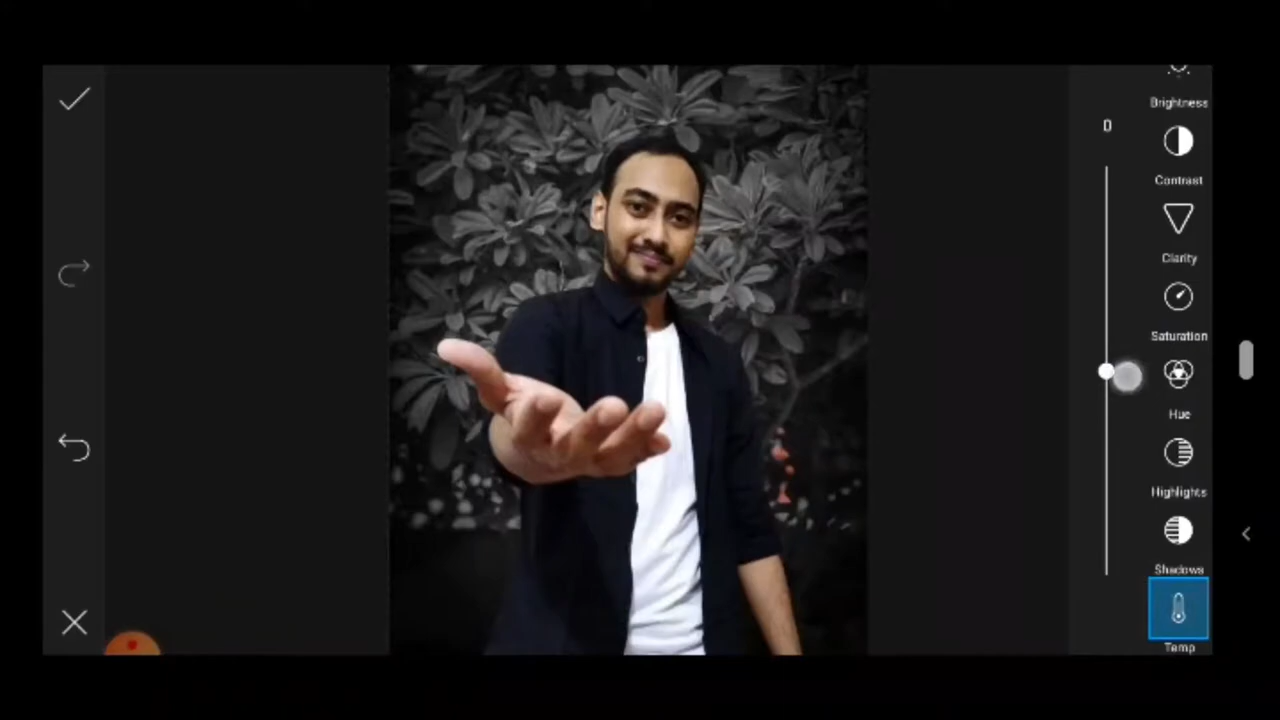 Brightness
0
Contrast
Clarity
Saturation
Hue
Highlights
Shadows
Temp